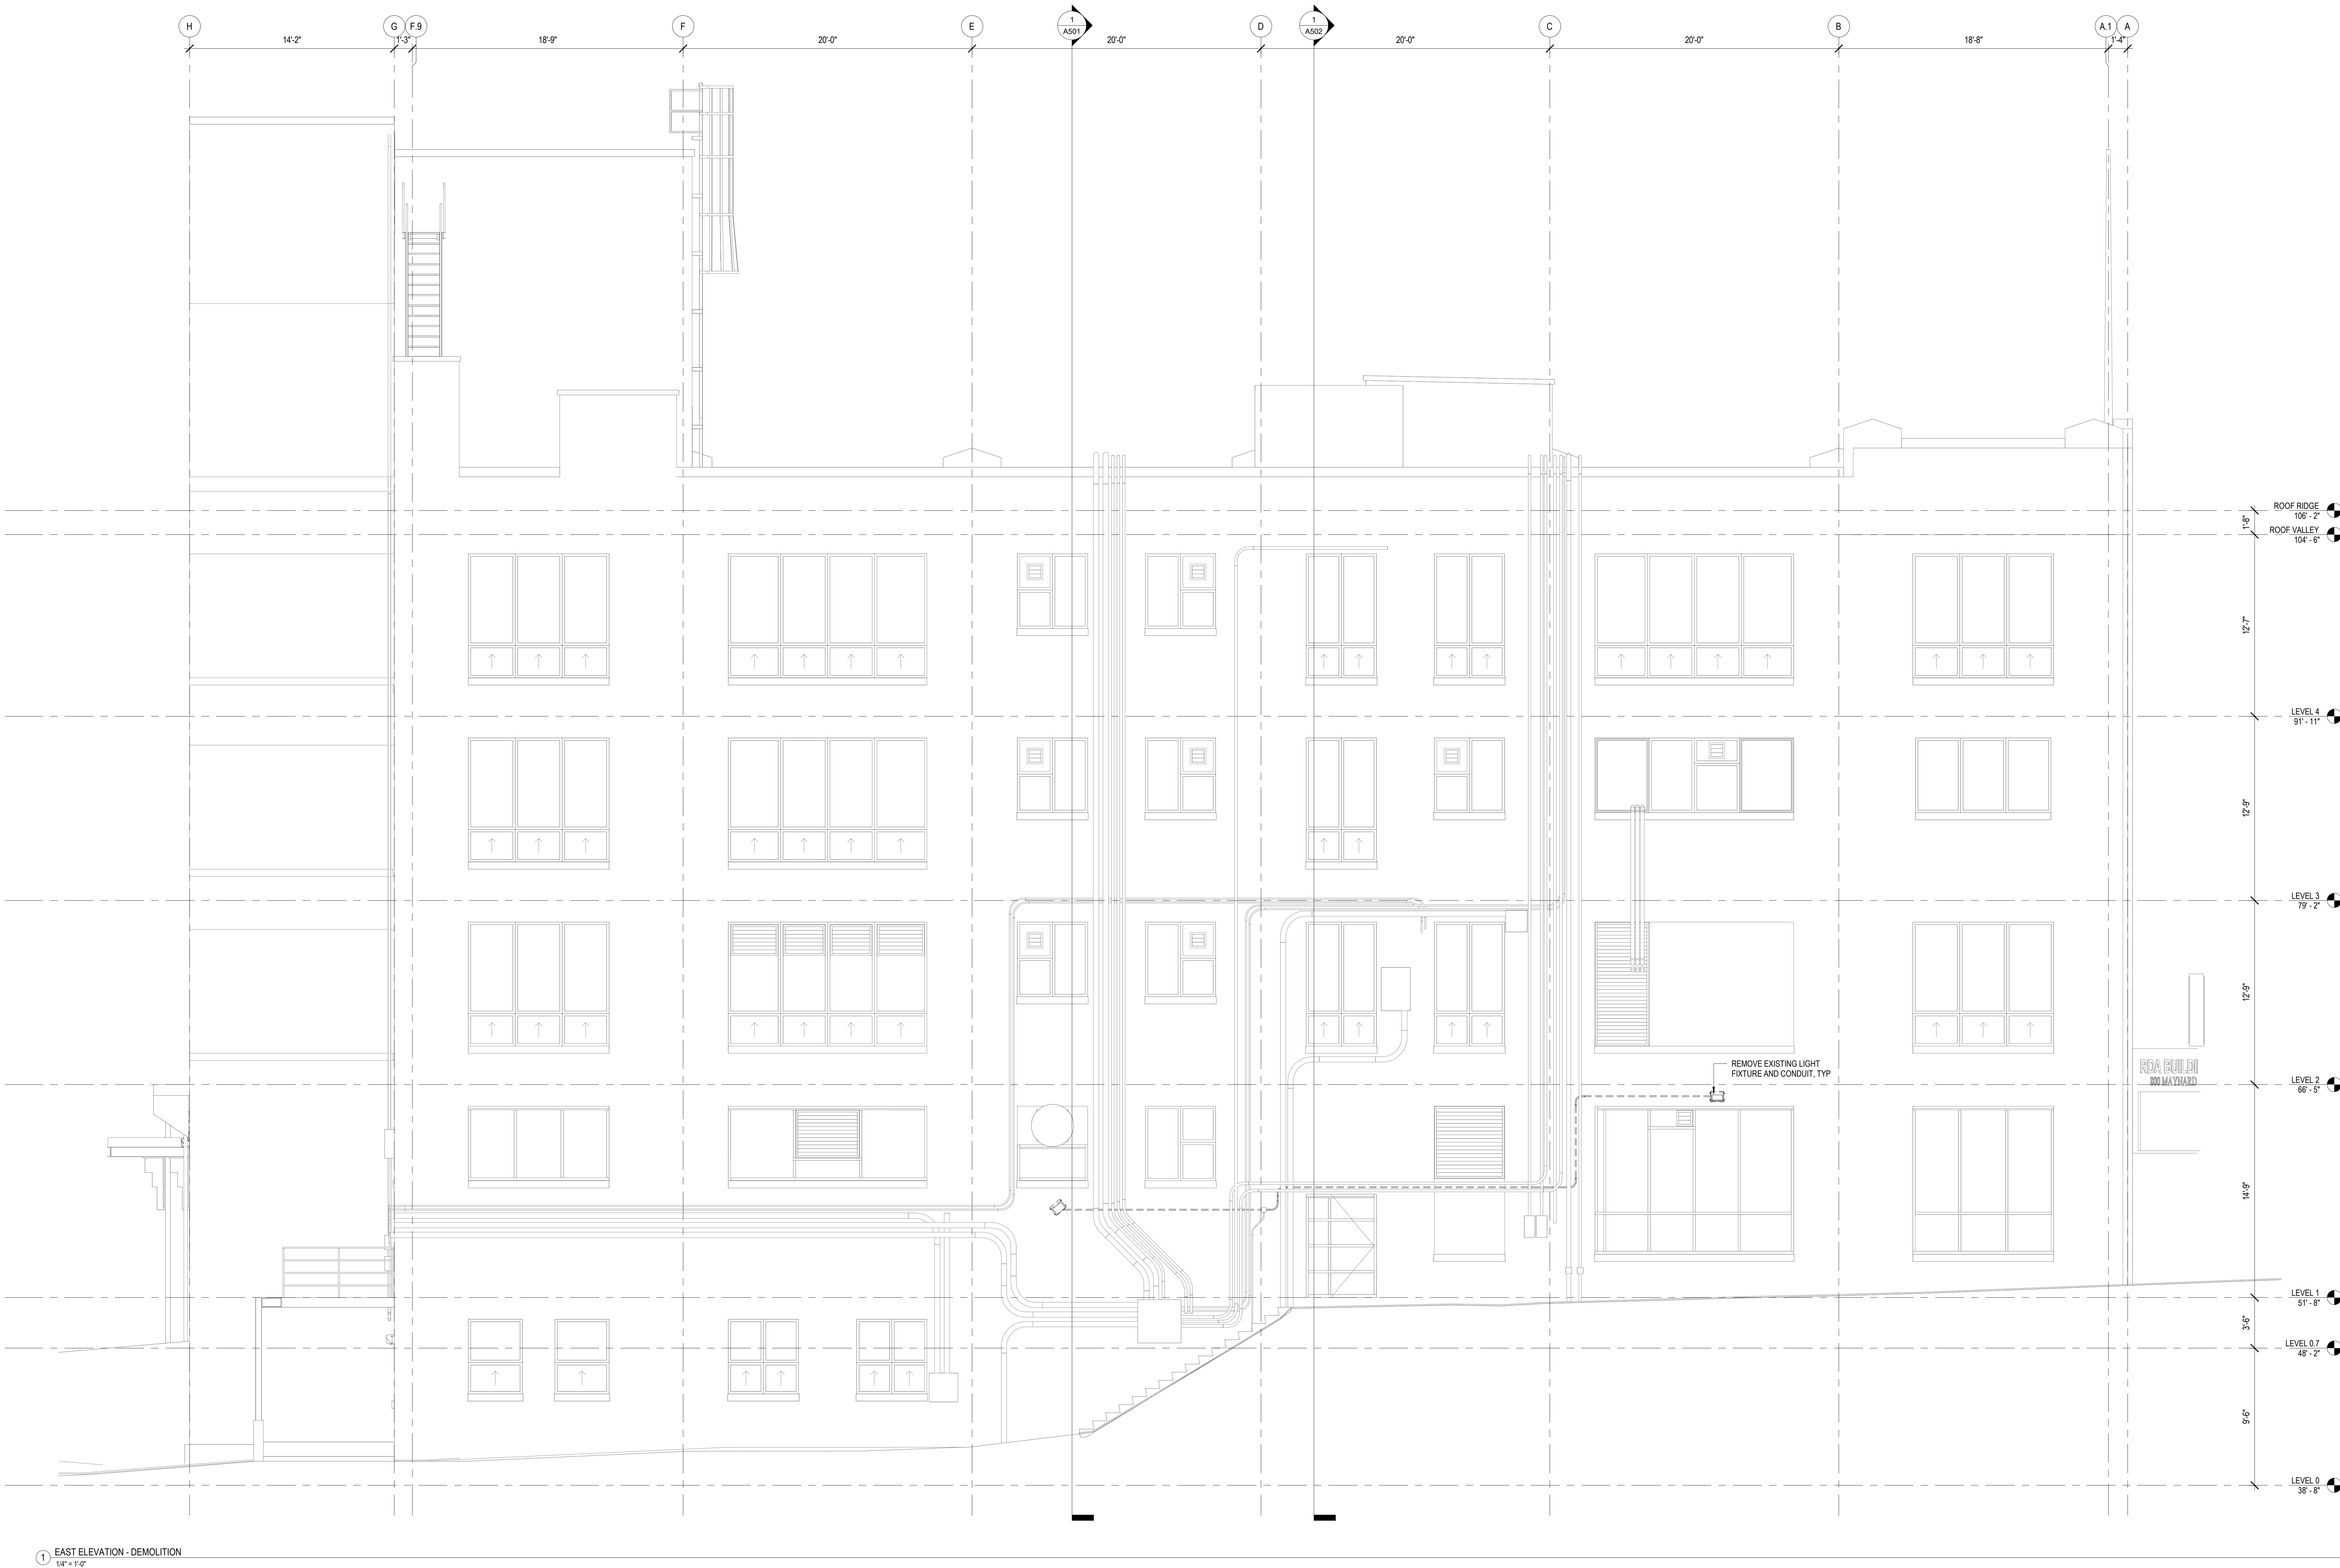 H G F.9 F E 1 D 1 C B A.1 A
A501 A502
14'-2" 1'-3" 18'-9" 20'-0" 20'-0" 20'-0" 20'-0" 18'-8" 1'-4"
ROOF RIDGE
106' - 2"
1'-8"
ROOF VALLEY
104' - 6"
12'-7"
LEVEL 4
91' - 11"
12'-9"
LEVEL 3
79' - 2"
12'-9"
REMOVE EXISTING LIGHT
FIXTURE AND CONDUIT, TYP
RDA BUILDI
800 MAYNARD
LEVEL 2
66' - 5"
14'-9"
LEVEL 1
51' - 8"
3'-6"
LEVEL 0.7
48' - 2"
9'-6"
LEVEL 0
38' - 8"
1 EAST ELEVATION - DEMOLITION
1/4" = 1'-0"